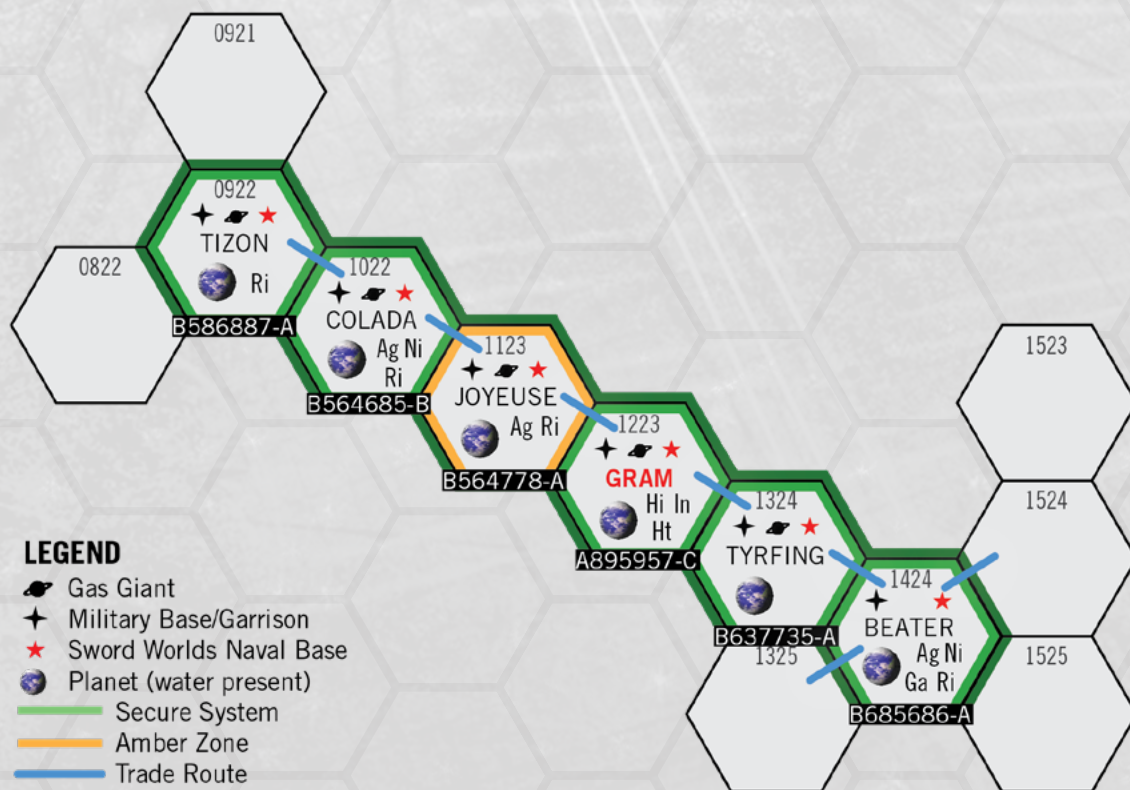 0921
0922
TIZON
Ri
B586887-A
0822
1022
COLADA
Ag Ni
Ri
B564685-B
1123
JOYEUSE
Ag Ri
B564778-A
1223
GRAM
Hi In
Ht
A895957-C
1324
TYRFING
B637735-A
1424
BEATER
Ag Ni
Ga Ri
B685686-A
1523
1524
1325
1525
LEGEND
Gas Giant
Military Base/Garrison
Sword Worlds Naval Base
Planet (water present)
Secure System
Amber Zone
Trade Route